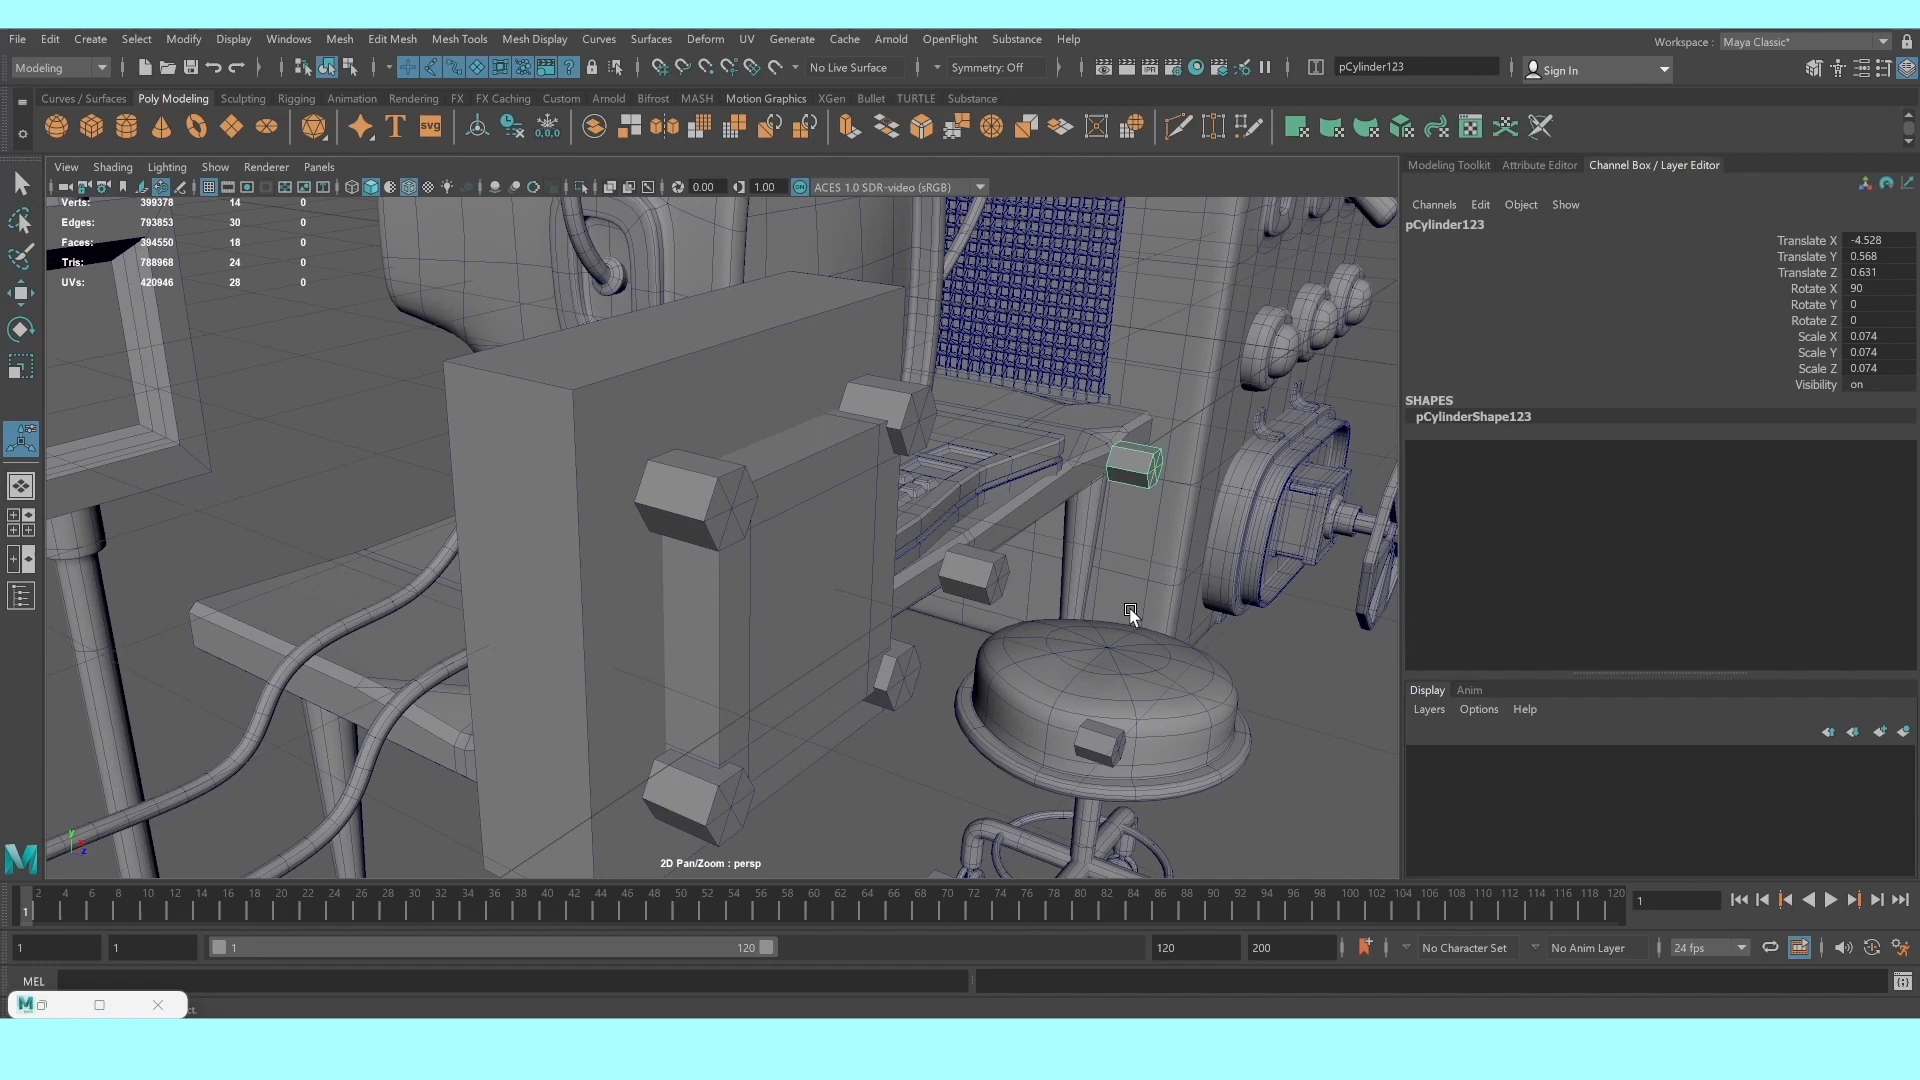 File Edit Create Select Modify Display Windows Mesh Edit Mesh Mesh Tools Mesh Display Curves Surfaces Deform UV Generate Cache Arnold OpenFlight Substance Help
Workspace : Maya Classic*
Modeling
No Live Surface
Symmetry: Off
pCylinder123
Sign In
Curves / Surfaces Poly Modeling Sculpting Rigging Animation Rendering FX FX Caching Custom Arnold Bifrost MASH Motion Graphics XGen Bullet TURTLE Substance
svg
0,0,0
IPR
View Shading Lighting Show Renderer Panels
0.00
1.00
ON
ACES 1.0 SDR-video (sRGB)
Verts: 399378 14 0
Edges: 793853 30 0
Faces: 394550 18 0
Tris: 788968 24 0
UVs: 420946 28 0
y
z
2D Pan/Zoom : persp
Modeling Toolkit Attribute Editor Channel Box / Layer Editor
Channels Edit Object Show
pCylinder123
Translate X -4.528
Translate Y 0.568
Translate Z 0.631
Rotate X 90
Rotate Y 0
Rotate Z 0
Scale X 0.074
Scale Y 0.074
Scale Z 0.074
Visibility on
SHAPES
pCylinderShape123
Display Anim
Layers Options Help
2 4 6 8 10 12 14 16 18 20 22 24 26 28 30 32 34 36 38 40 42 44 46 48 50 52 54 56 58 60 62 64 66 68 70 72 74 76 78 80 82 84 86 88 90 92 94 96 98 100 102 104 106 108 110 112 114 116 118 120
1
1
1 1 1 120 120 200
No Character Set
No Anim Layer
24 fps
MEL
M
ct.